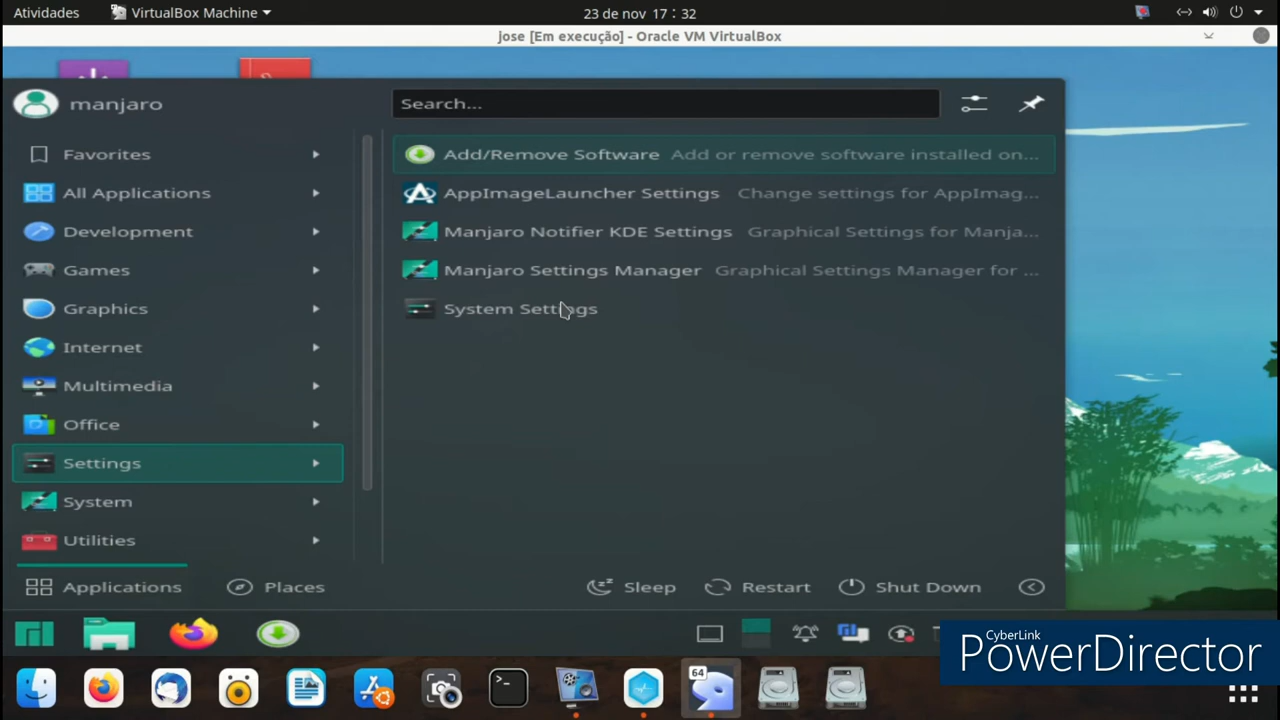 Atividades
VirtualBox Machine
23 de nov 17:32
jose [Em execução] - Oracle VM VirtualBox
manjaro
Search...
Favorites
All Applications
Development
Games
Graphics
Internet
Multimedia
Office
Settings
System
Utilities
Add/Remove Software Add or remove software installed on...
AppImageLauncher Settings Change settings for AppImag...
Manjaro Notifier KDE Settings Graphical Settings for Manja...
Manjaro Settings Manager Graphical Settings Manager for ...
System Settings
Applications
Places
Sleep
Restart
Shut Down
CyberLink
PowerDirector
64